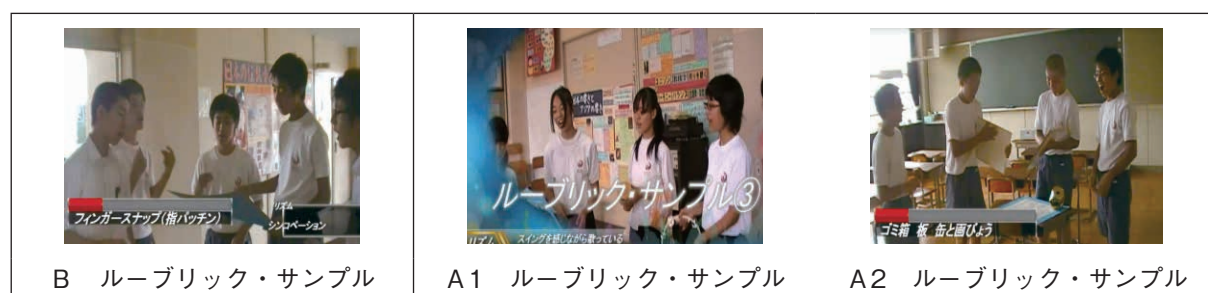 フィンガースナップ(指パッチン)
リズム
シンコペーション
B　ルーブリック・サンプル
ルーブリック・サンプル③
リズム
スイングを感じながら歌っている
A1　ルーブリック・サンプル
ゴミ箱 板 缶と画びょう
A2　ルーブリック・サンプル